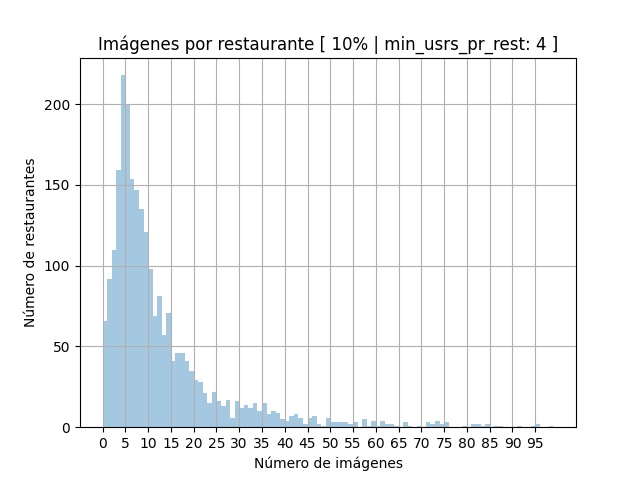 Imágenes por restaurante [ 10% | min_usrs_pr_rest: 4 ]
Número de restaurantes
200
150
100
50
0
0 5 10 15 20 25 30 35 40 45 50 55 60 65 70 75 80 85 90 95
Número de imágenes